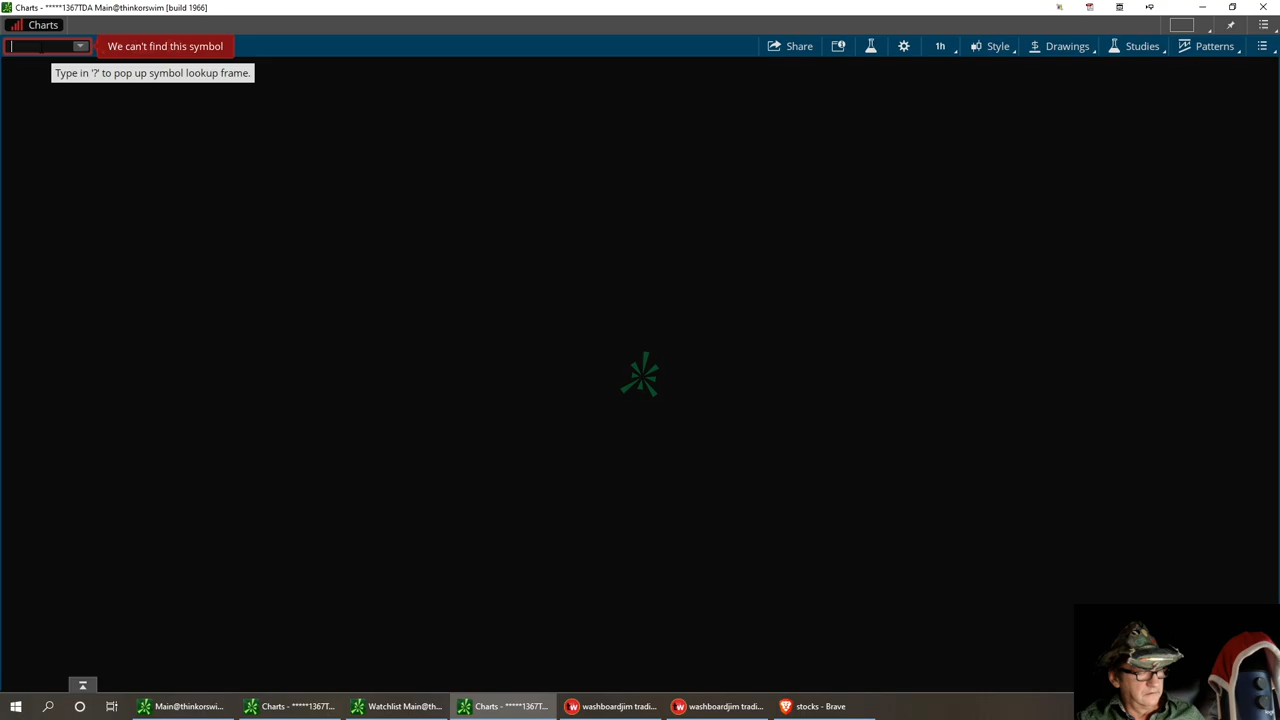 Charts - *****1367TDA Main@thinkorswim [build 1966]
Charts
We can't find this symbol
Share
1h
Style
Drawings
Studies
Patterns
Type in '?' to pop up symbol lookup frame.
Main@thinkorswi...
Charts - *****1367T...
Watchlist Main@th...
Charts - *****1367T...
washboardjim tradi...
washboardjim tradi...
stocks - Brave